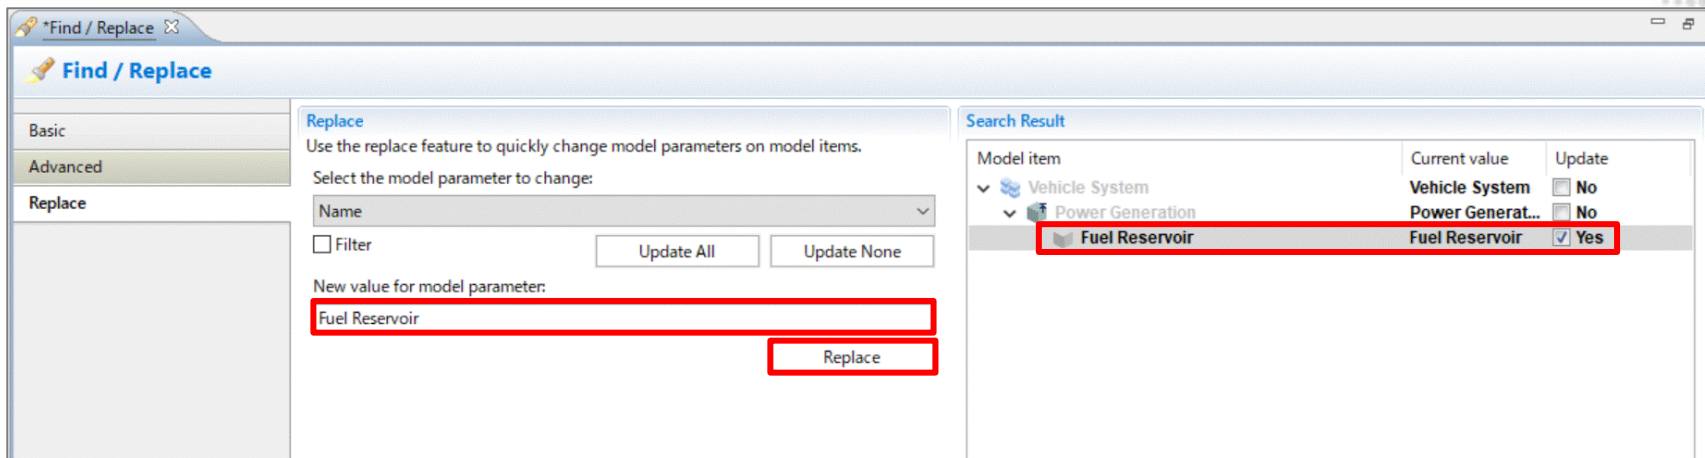 *Find / Replace
Find / Replace
Basic
Advanced
Replace
Replace
Use the replace feature to quickly change model parameters on model items.
Select the model parameter to change:
Name
Filter
Update All
Update None
New value for model parameter:
Fuel Reservoir
Replace
Search Result
Model item Current value Update
Vehicle System Vehicle System No
Power Generation Power Generat... No
Fuel Reservoir Fuel Reservoir Yes